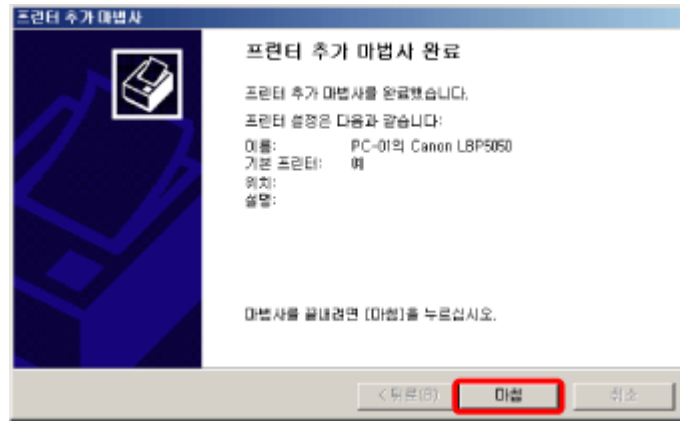 프린터 추가 마법사
프린터 추가 마법사 완료
프린터 추가 마법사를 완료했습니다.
프린터 설정은 다음과 같습니다:
이름: PC-01의 Canon LBP5050
기본 프린터: 예
위치:
설명:
마법사를 끝내려면 [마침]을 누르십시오.
< 뒤로(B) 마침 취소